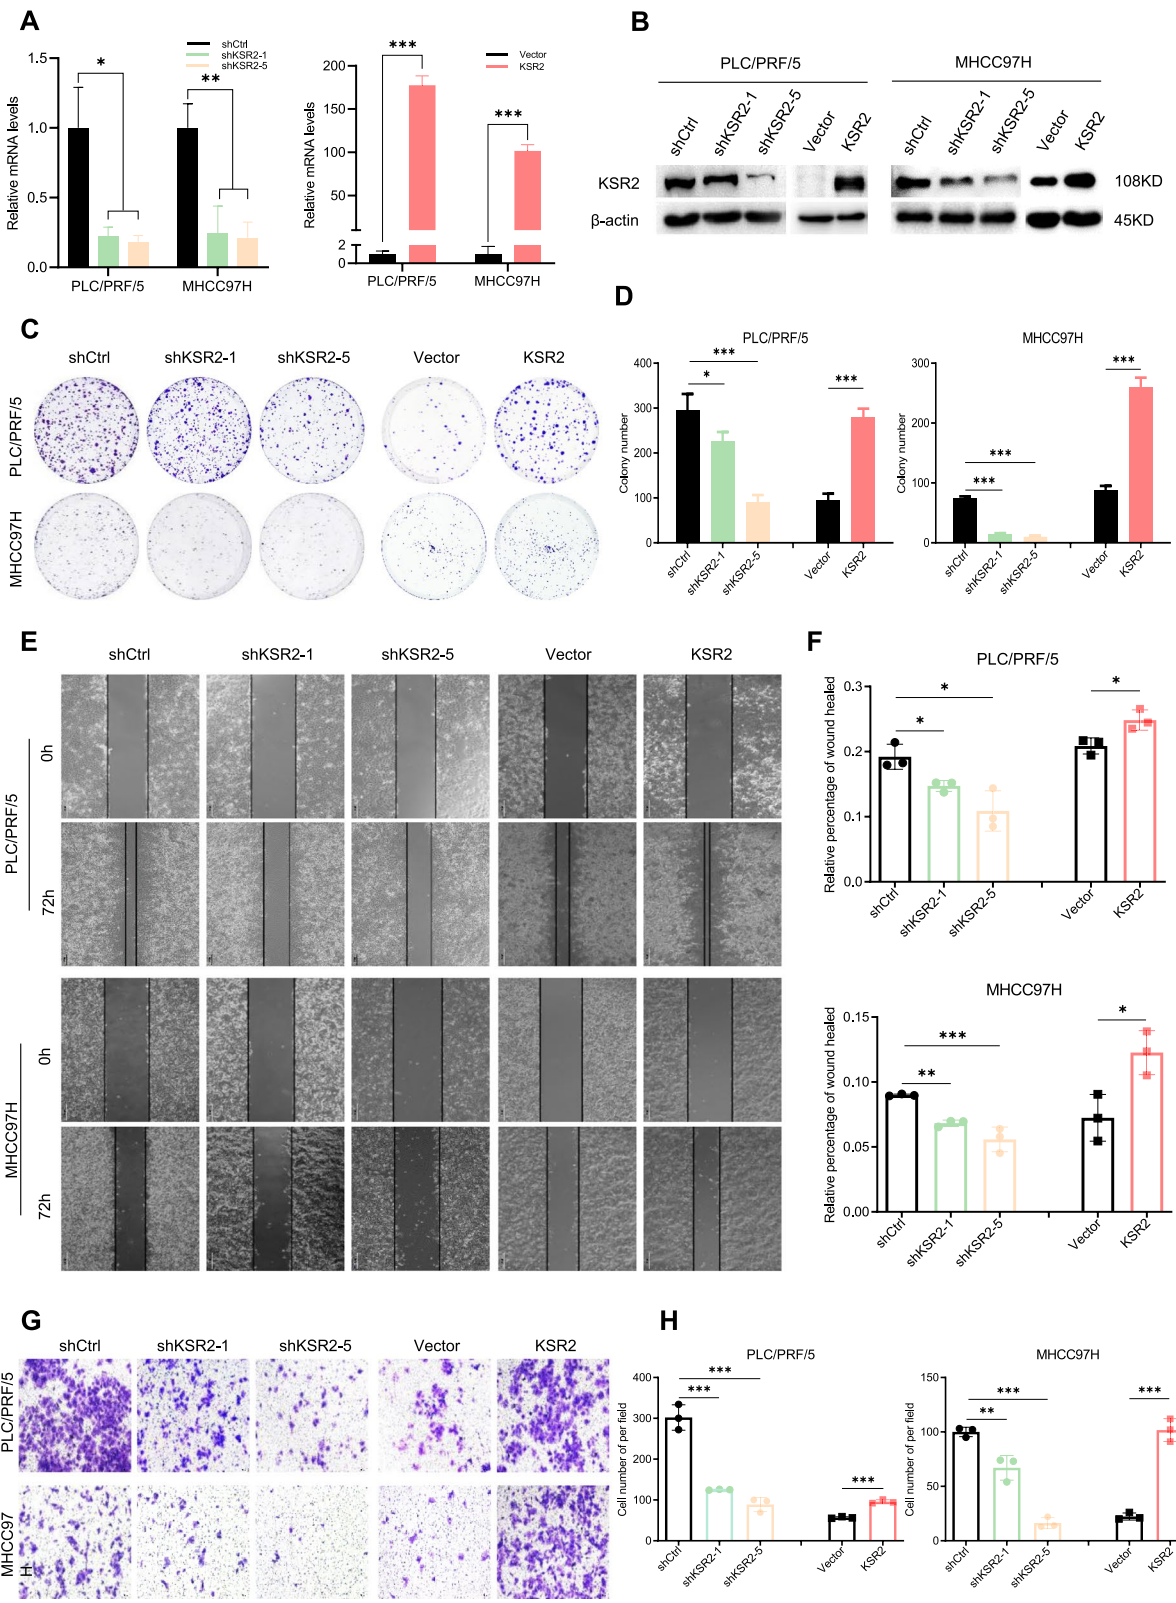 A
shCtrl
shKSR2-1
shKSR2-5
Relative mRNA levels
1.5
1.0
0.5
0.0
*
**
PLC/PRF/5
MHCC97H
Vector
KSR2
Relative mRNA levels
200
150
100
50
2
0
***
***
PLC/PRF/5
MHCC97H
B
PLC/PRF/5
MHCC97H
shCtrl
shKSR2-1
shKSR2-5
Vector
KSR2
shCtrl
shKSR2-1
shKSR2-5
Vector
KSR2
KSR2
108KD
β-actin
45KD
C
shCtrl
shKSR2-1
shKSR2-5
Vector
KSR2
PLC/PRF/5
MHCC97H
D
PLC/PRF/5
Colony number
400
300
200
100
0
***
*
***
shCtrl
shKSR2-1
shKSR2-5
Vector
KSR2
MHCC97H
Colony number
300
200
100
0
***
***
***
shCtrl
shKSR2-1
shKSR2-5
Vector
KSR2
E
shCtrl
shKSR2-1
shKSR2-5
Vector
KSR2
PLC/PRF/5
0h
72h
MHCC97H
0h
72h
F
PLC/PRF/5
Relative percentage of wound healed
0.3
0.2
0.1
0.0
*
*
*
shCtrl
shKSR2-1
shKSR2-5
Vector
KSR2
MHCC97H
Relative percentage of wound healed
0.15
0.10
0.05
0.00
***
**
*
shCtrl
shKSR2-1
shKSR2-5
Vector
KSR2
G
shCtrl
shKSR2-1
shKSR2-5
Vector
KSR2
PLC/PRF/5
MHCC97
H
H
PLC/PRF/5
Cell number of per field
400
300
200
100
0
***
***
***
shCtrl
shKSR2-1
shKSR2-5
Vector
KSR2
MHCC97H
Cell number of per field
150
100
50
0
***
**
***
shCtrl
shKSR2-1
shKSR2-5
Vector
KSR2